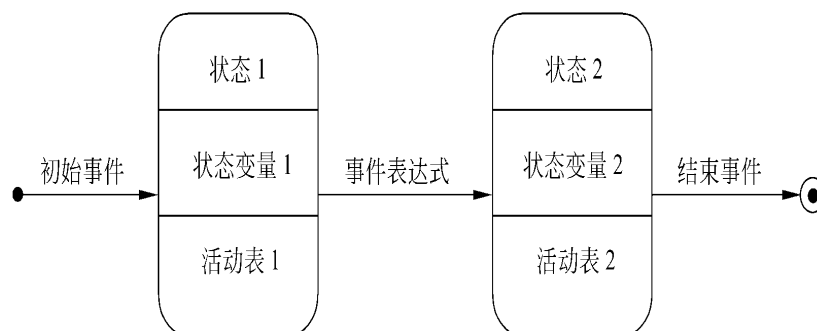 状态 1
状态 2
初始事件
状态变量 1
事件表达式
状态变量 2
结束事件
活动表 1
活动表 2